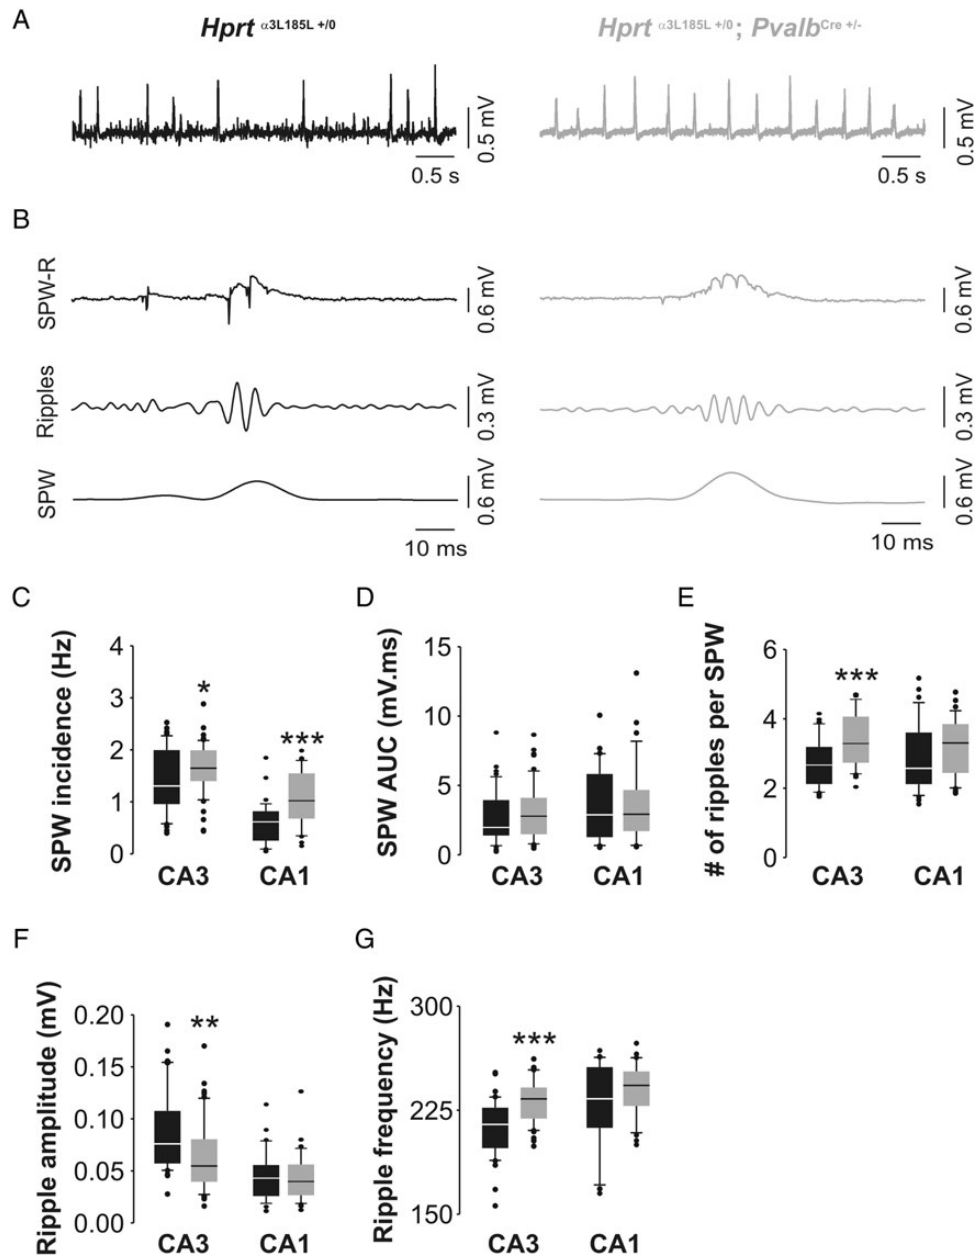 A
Hprt α3L185L +/0
Hprt α3L185L +/0; Pvalb Cre +/-
0.5 mV
0.5 s
0.5 mV
0.5 s
B
SPW-R
0.6 mV
0.6 mV
Ripples
0.3 mV
0.3 mV
SPW
0.6 mV
0.6 mV
10 ms
10 ms
C
SPW incidence (Hz)
4
3
2
1
0
*
***
CA3
CA1
D
SPW AUC (mV.ms)
15
10
5
0
CA3
CA1
E
# of ripples per SPW
6
4
2
0
***
CA3
CA1
F
Ripple amplitude (mV)
0.20
0.15
0.10
0.05
0.00
**
CA3
CA1
G
Ripple frequency (Hz)
300
225
150
***
CA3
CA1